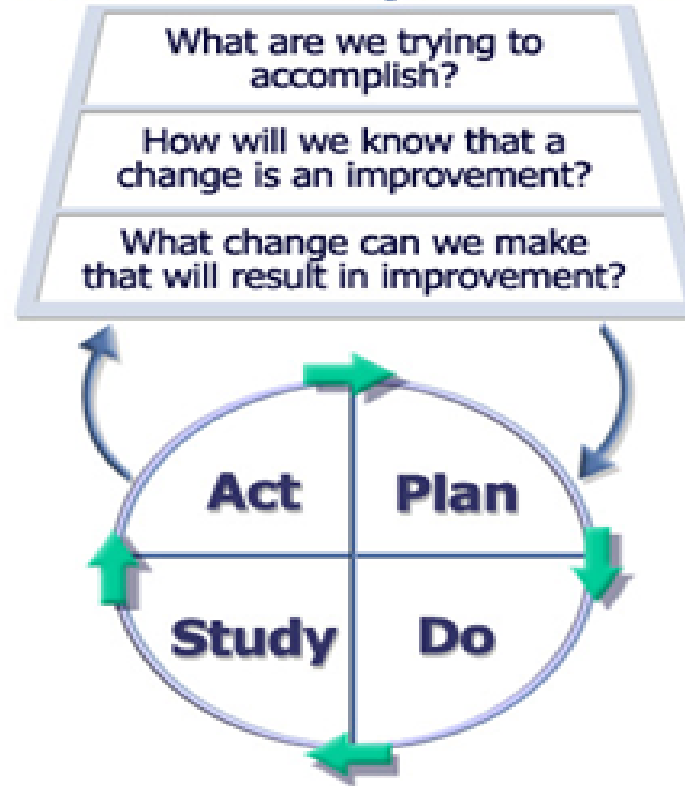 What are we trying to
accomplish?
How will we know that a
change is an improvement?
What change can we make
that will result in improvement?
Act Plan
Study Do